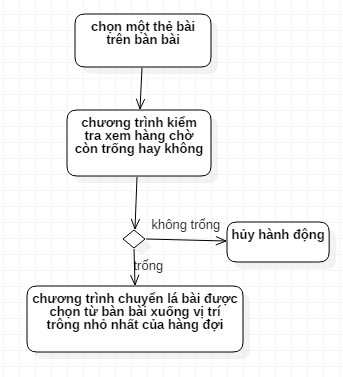 chọn một thẻ bài
trên bàn bài
chương trình kiểm
tra xem hàng chờ
còn trống hay không
không trống
hủy hành động
trống
chương trình chuyển lá bài được
chọn từ bàn bài xuống vị trí
trông nhỏ nhất của hàng đợi